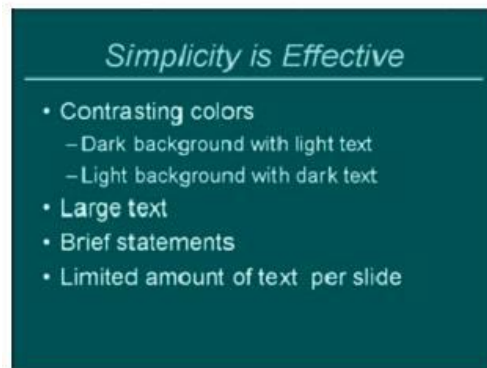 Simplicity is Effective
• Contrasting colors
– Dark background with light text
– Light background with dark text
• Large text
• Brief statements
• Limited amount of text per slide